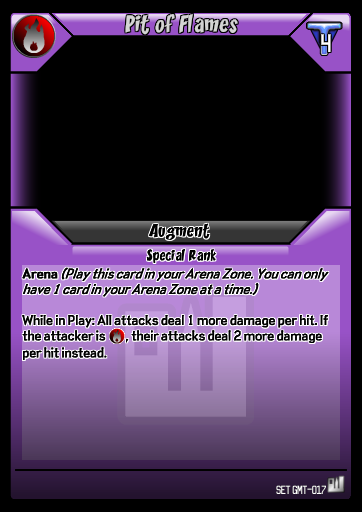 Pit of Flames
4
Augment
Special Rank
Arena (Play this card in your Arena Zone. You can only
have 1 card in your Arena Zone at a time.)
While in Play: All attacks deal 1 more damage per hit. If
the attacker is , their attacks deal 2 more damage
per hit instead.
SET GMT-017